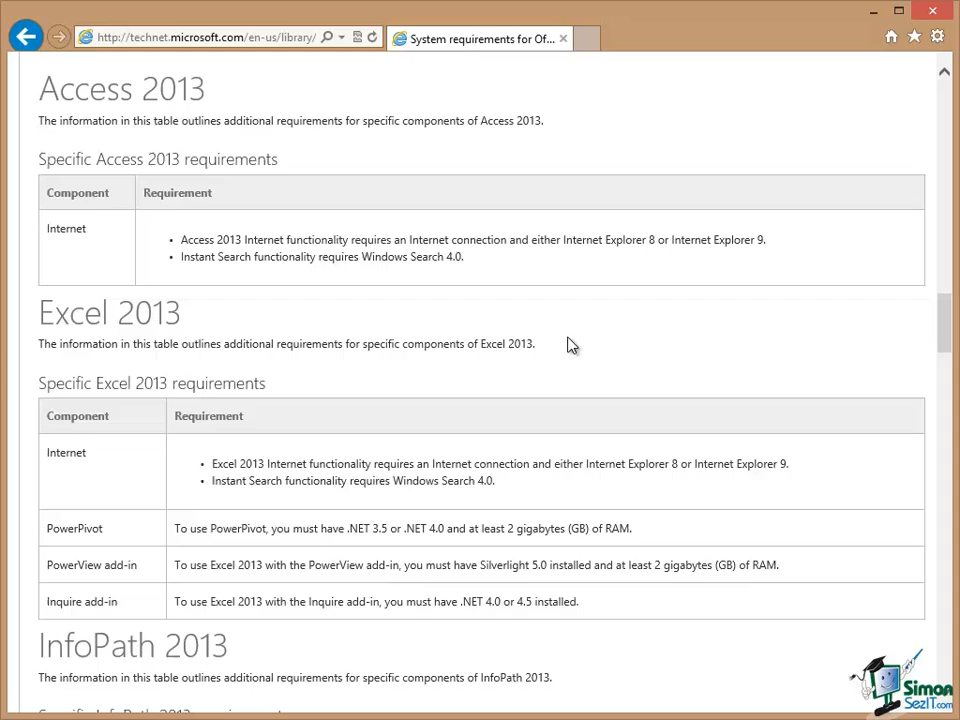 http://technet.microsoft.com/en-us/library/
System requirements for Of...
Access 2013
The information in this table outlines additional requirements for specific components of Access 2013.
Specific Access 2013 requirements
Component Requirement
Internet
• Access 2013 Internet functionality requires an Internet connection and either Internet Explorer 8 or Internet Explorer 9.
• Instant Search functionality requires Windows Search 4.0.
Excel 2013
The information in this table outlines additional requirements for specific components of Excel 2013.
Specific Excel 2013 requirements
Component Requirement
Internet
• Excel 2013 Internet functionality requires an Internet connection and either Internet Explorer 8 or Internet Explorer 9.
• Instant Search functionality requires Windows Search 4.0.
PowerPivot To use PowerPivot, you must have .NET 3.5 or .NET 4.0 and at least 2 gigabytes (GB) of RAM.
PowerView add-in To use Excel 2013 with the PowerView add-in, you must have Silverlight 5.0 installed and at least 2 gigabytes (GB) of RAM.
Inquire add-in To use Excel 2013 with the Inquire add-in, you must have .NET 4.0 or 4.5 installed.
InfoPath 2013
The information in this table outlines additional requirements for specific components of InfoPath 2013.
Simon
SezIT.com